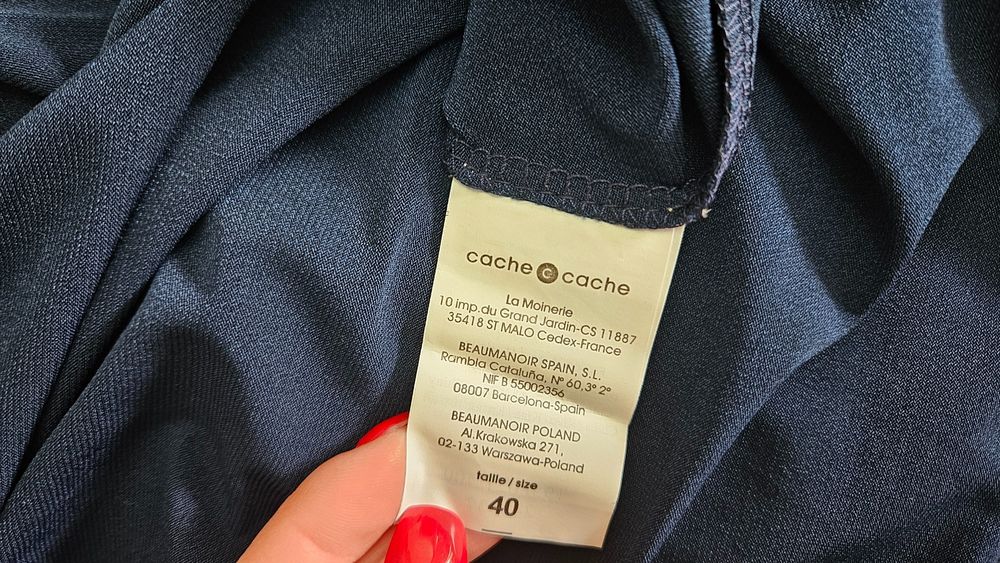 cache c cache
La Moinerie
10 imp.du Grand Jardin-CS 11887
35418 ST MALO Cedex-France
BEAUMANOIR SPAIN, S.L.
Rambla Cataluña, Nº 60,3º 2º
NIF B 55002356
08007 Barcelona-Spain
BEAUMANOIR POLAND
Al.Krakowska 271,
02-133 Warszawa-Poland
taille / size
40